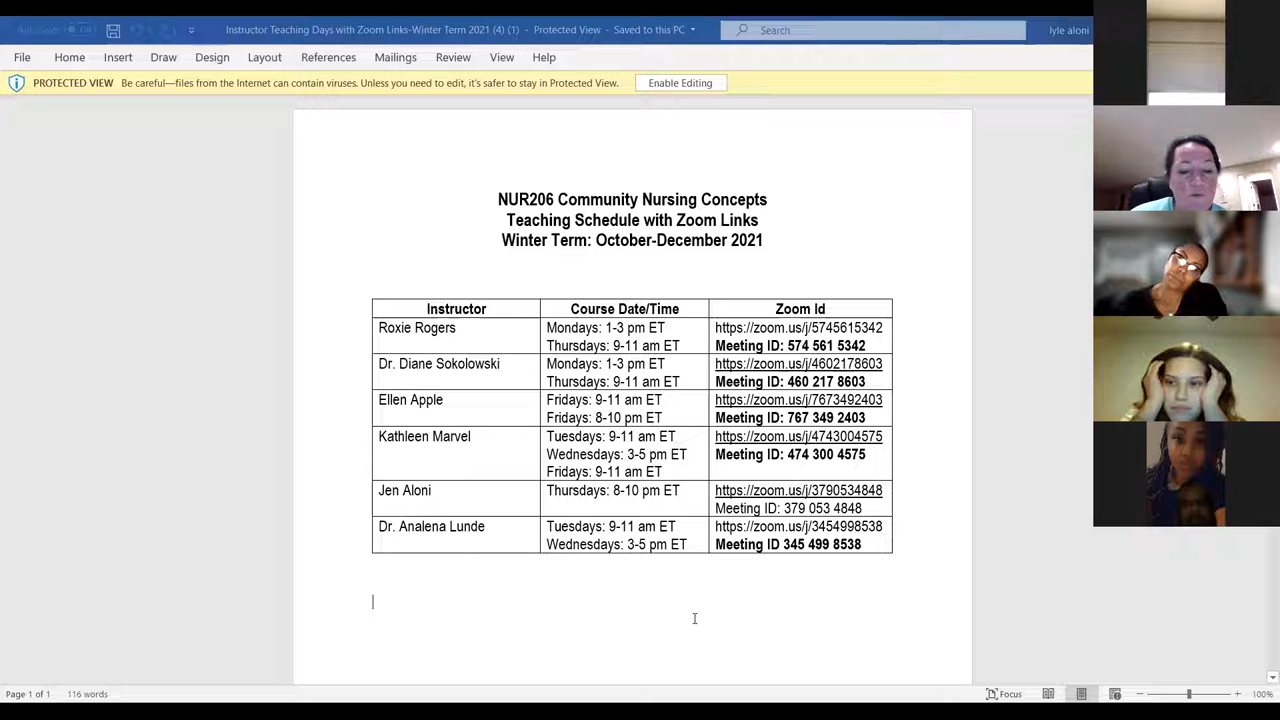 Instructor Teaching Days with Zoom Links-Winter Term 2021 (4) (1) - Protected View - Saved to this PC
Search
lyle aloni
File Home Insert Draw Design Layout References Mailings Review View Help
PROTECTED VIEW Be careful—files from the Internet can contain viruses. Unless you need to edit, it's safer to stay in Protected View. Enable Editing
NUR206 Community Nursing Concepts
Teaching Schedule with Zoom Links
Winter Term: October-December 2021
Instructor Course Date/Time Zoom Id
Roxie Rogers Mondays: 1-3 pm ET https://zoom.us/j/5745615342
Thursdays: 9-11 am ET Meeting ID: 574 561 5342
Dr. Diane Sokolowski Mondays: 1-3 pm ET https://zoom.us/j/4602178603
Thursdays: 9-11 am ET Meeting ID: 460 217 8603
Ellen Apple Fridays: 9-11 am ET https://zoom.us/j/7673492403
Fridays: 8-10 pm ET Meeting ID: 767 349 2403
Kathleen Marvel Tuesdays: 9-11 am ET https://zoom.us/j/4743004575
Wednesdays: 3-5 pm ET Meeting ID: 474 300 4575
Fridays: 9-11 am ET
Jen Aloni Thursdays: 8-10 pm ET https://zoom.us/j/3790534848
Meeting ID: 379 053 4848
Dr. Analena Lunde Tuesdays: 9-11 am ET https://zoom.us/j/3454998538
Wednesdays: 3-5 pm ET Meeting ID 345 499 8538
Page 1 of 1 116 words Focus 100%